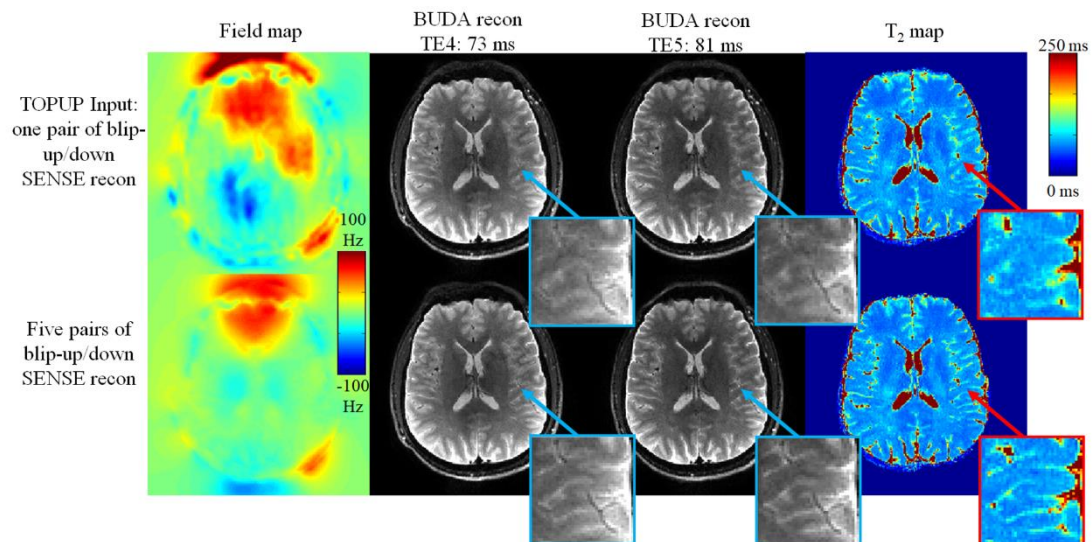 Field map
BUDA recon
TE4: 73 ms
BUDA recon
TE5: 81 ms
T₂ map
250 ms
0 ms
TOPUP Input:
one pair of blip-
up/down
SENSE recon
100
Hz
-100
Hz
Five pairs of
blip-up/down
SENSE recon